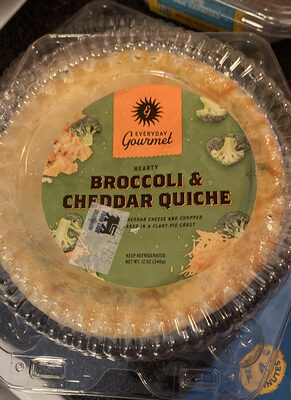 EVERYDAY
Gourmet
HEARTY
BROCCOLI &
CHEDDAR QUICHE
CHEDDAR CHEESE AND CHOPPED
IN A FLAKY PIE CRUST
KEEP REFRIGERATED
NET WT. 12 OZ (340g)
MINUTES